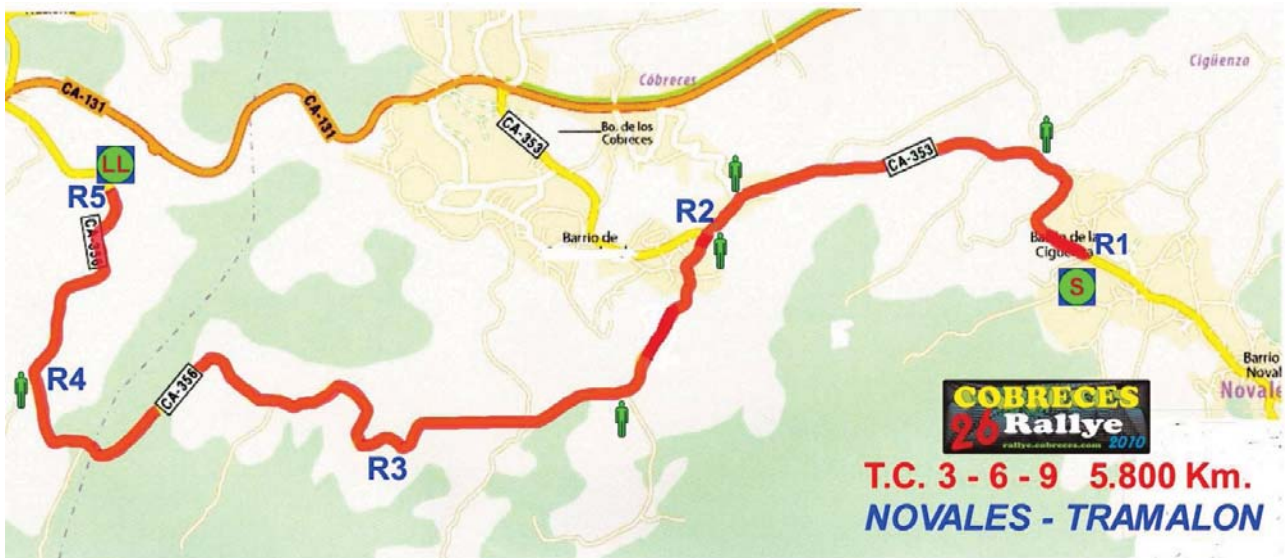 CA-131
CA-131
Cóbreces
Cigüenza
CA-353
Bo. de los
Cobreces
CA-353
LL
R5
R2
Barrio de
R1
S
CA-356
R4
R3
Barrio
Noval
Novale
COBRECES
26 Rallye
rallye.cobreces.com 2010
T.C. 3 - 6 - 9 5.800 Km.
NOVALES - TRAMALON